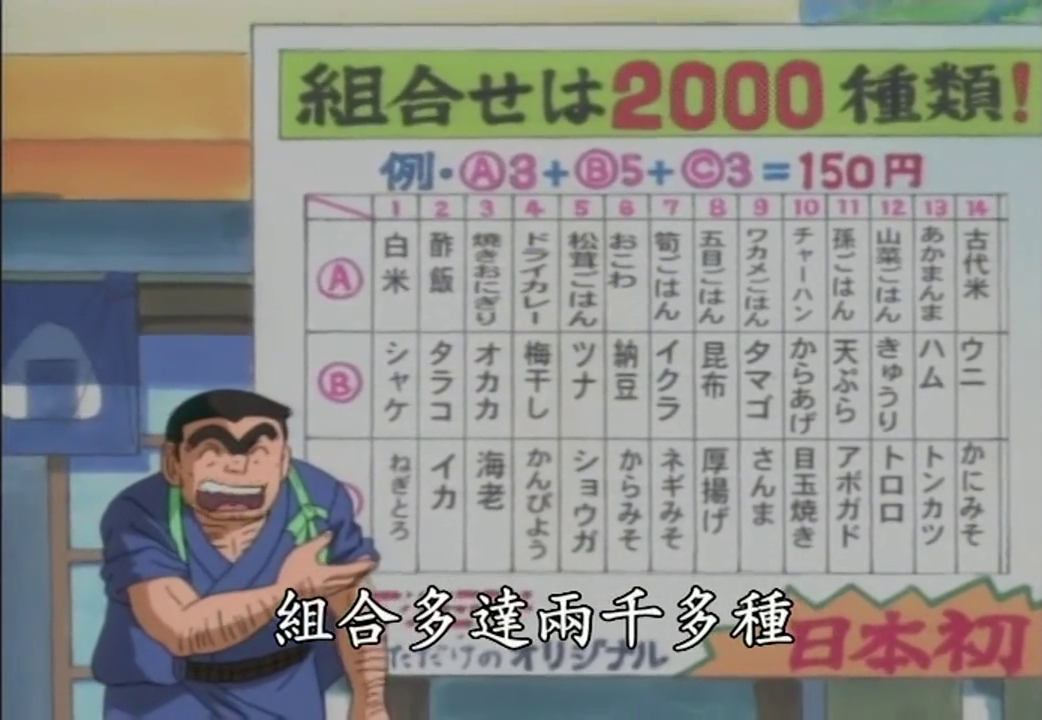 組合せは2000種類!
例・Ⓐ3+Ⓑ5+Ⓒ3=150円
1 2 3 4 5 6 7 8 9 10 11 12 13 14
Ⓐ 白米 酢飯 焼きおにぎり ドライカレー 松茸ごはん おこわ 筍ごはん 五目ごはん ワカメごはん チャーハン 孫ごはん 山菜ごはん あかまんま 古代米
Ⓑ シャケ タラコ オカカ 梅干し ツナ 納豆 イクラ 昆布 タマゴ からあげ 天ぷら きゅうり ハム ウニ
ねぎとろ イカ 海老 かんぴょう ショウガ からみそ ネギみそ 厚揚げ さんま 目玉焼き アボガド トロロ トンカツ かにみそ
組合多達兩千多種
ただけのオリジナル
日本初